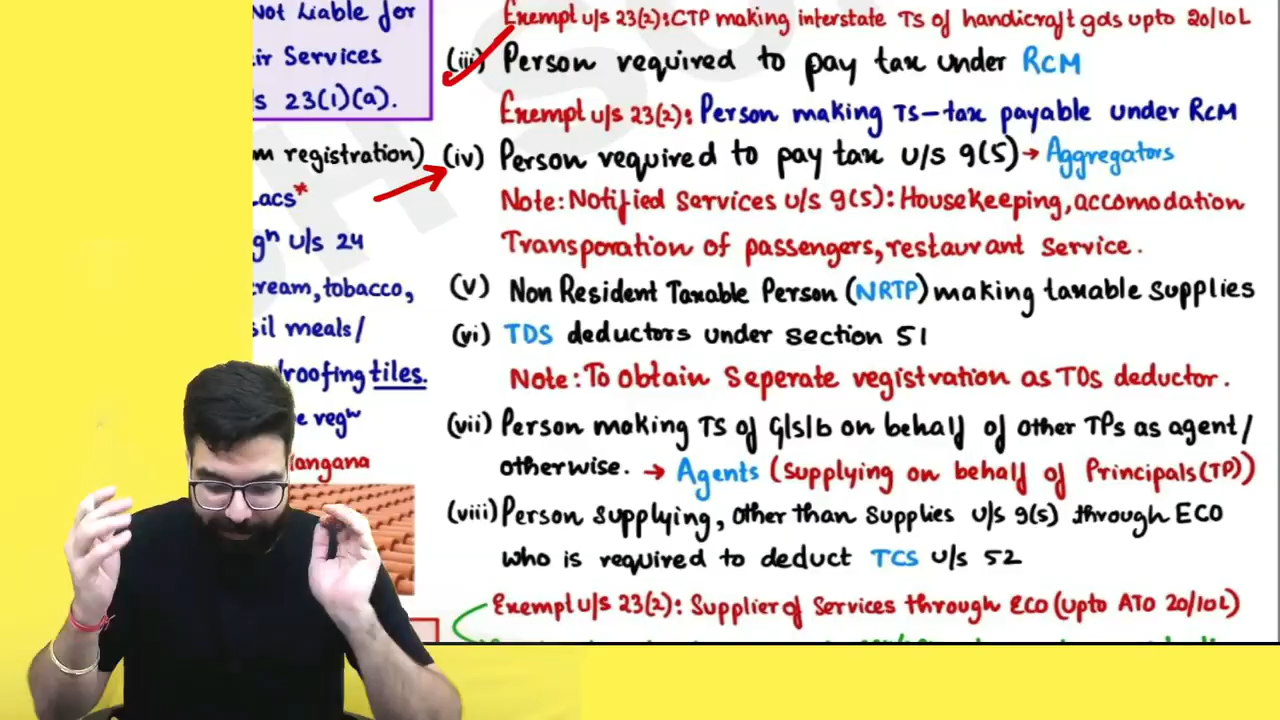 Not Liable for
Services
23(1)(a).
registration)
Lacs*
u/s 24
tobacco,
meals/
roofing tiles.
Exempt u/s 23(2): CTP making interstate TS of handicraft gds upto 20/10L
(iii) Person required to pay tax under RCM
Exempt u/s 23(2): Person making TS-tax payable under RCM
(iv) Person required to pay tax u/s 9(5)→ Aggregators
Note: Notified Services u/s 9(5): Housekeeping, accomodation
Transporation of passengers, restaurant service.
(v) Non Resident Taxable Person (NRTP) making taxable supplies
(vi) TDS deductors under section 51
Note: To obtain Seperate registration as TDS deductor.
(vii) Person making TS of G/S/b on behalf of other TPs as agent/
otherwise. → Agents (supplying on behalf of Principals(TP))
(viii) Person supplying, other than supplies u/s 9(5) through ECO
who is required to deduct TCS u/s 52
Exempt u/s 23(2): Supplier of Services through ECO (upto ATO 20/10L)